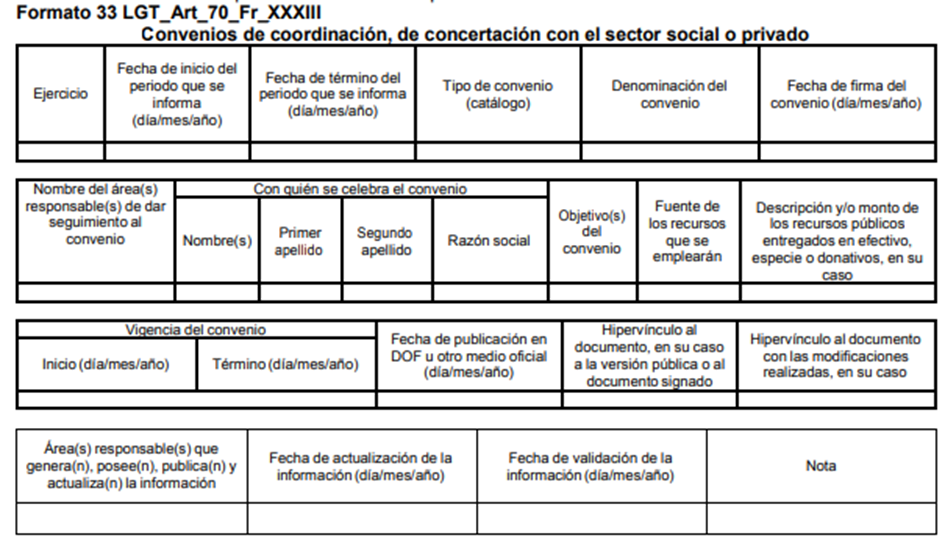 Formato 33 LGT_Art_70_Fr_XXXIII
Convenios de coordinación, de concertación con el sector social o privado
Ejercicio
Fecha de inicio del
periodo que se
informa
(día/mes/año)
Fecha de término del
periodo que se informa
(día/mes/año)
Tipo de convenio
(catálogo)
Denominación del
convenio
Fecha de firma del
convenio (día/mes/año)
Nombre del área(s)
responsable(s) de dar
seguimiento al
convenio
Con quién se celebra el convenio
Nombre(s)
Primer
apellido
Segundo
apellido
Razón social
Objetivo(s)
del
convenio
Fuente de
los recursos
que se
emplearán
Descripción y/o monto de
los recursos públicos
entregados en efectivo,
especie o donativos, en su
caso
Vigencia del convenio
Inicio (día/mes/año)
Término (día/mes/año)
Fecha de publicación en
DOF u otro medio oficial
(día/mes/año)
Hipervínculo al
documento, en su caso
a la versión pública o al
documento signado
Hipervínculo al documento
con las modificaciones
realizadas, en su caso
Área(s) responsable(s) que
genera(n), posee(n), publica(n) y
actualiza(n) la información
Fecha de actualización de la
información (día/mes/año)
Fecha de validación de la
información (día/mes/año)
Nota